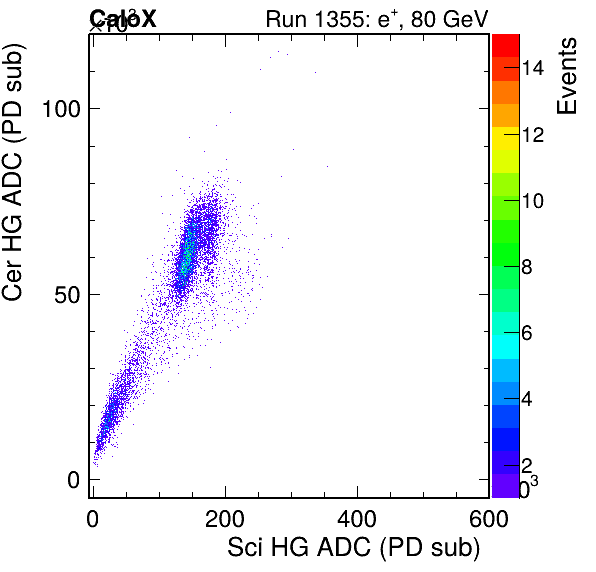 CaloX Run 1355: e⁺, 80 GeV
×10³
Cer HG ADC (PD sub)
100
50
0
0 200 400 600
Sci HG ADC (PD sub)
Events
14
12
10
8
6
4
2
0³